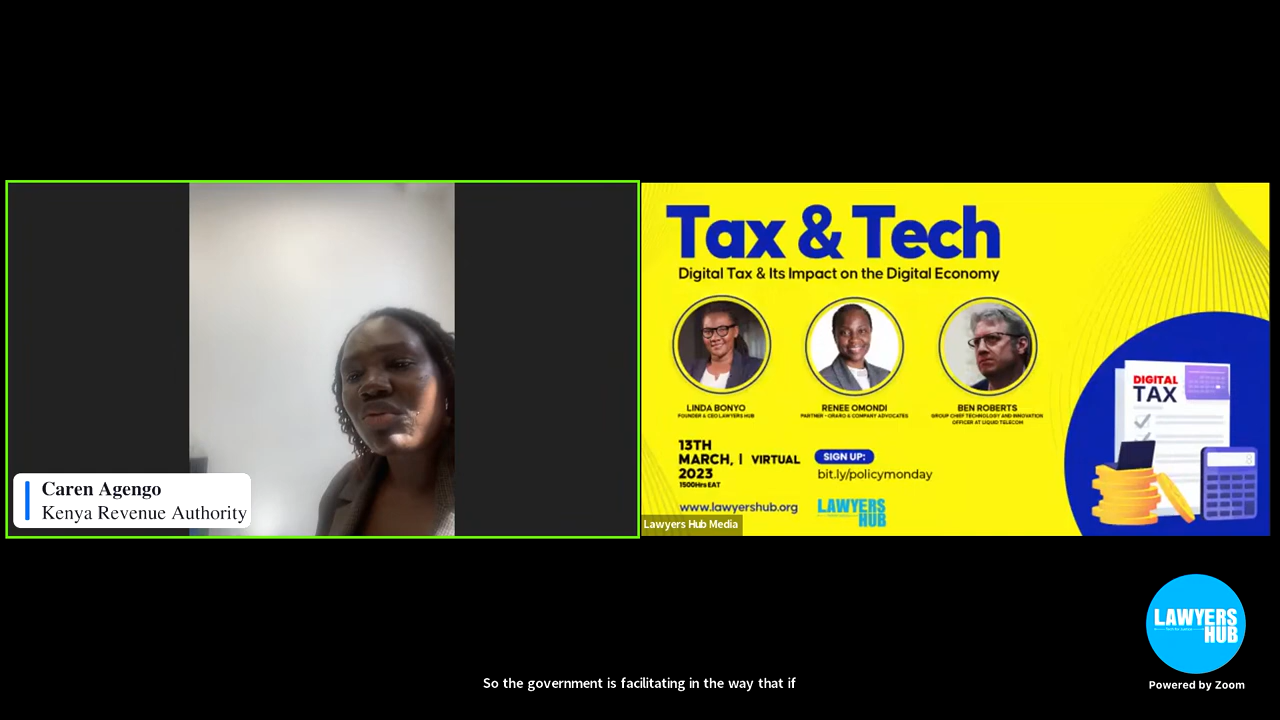 Caren Agengo
Kenya Revenue Authority
Tax & Tech
Digital Tax & Its Impact on the Digital Economy
LINDA BONYO
FOUNDER & CEO LAWYERS HUB
RENEE OMONDI
PARTNER - ORARO & COMPANY ADVOCATES
BEN ROBERTS
GROUP CHIEF TECHNOLOGY AND INNOVATION
OFFICER AT LIQUID TELECOM
13TH
MARCH, | VIRTUAL
2023
1500Hrs EAT
SIGN UP:
bit.ly/policymonday
www.lawyershub.org
LAWYERS
HUB
DIGITAL
TAX
Lawyers Hub Media
LAWYERS
HUB
Powered by Zoom
So the government is facilitating in the way that if